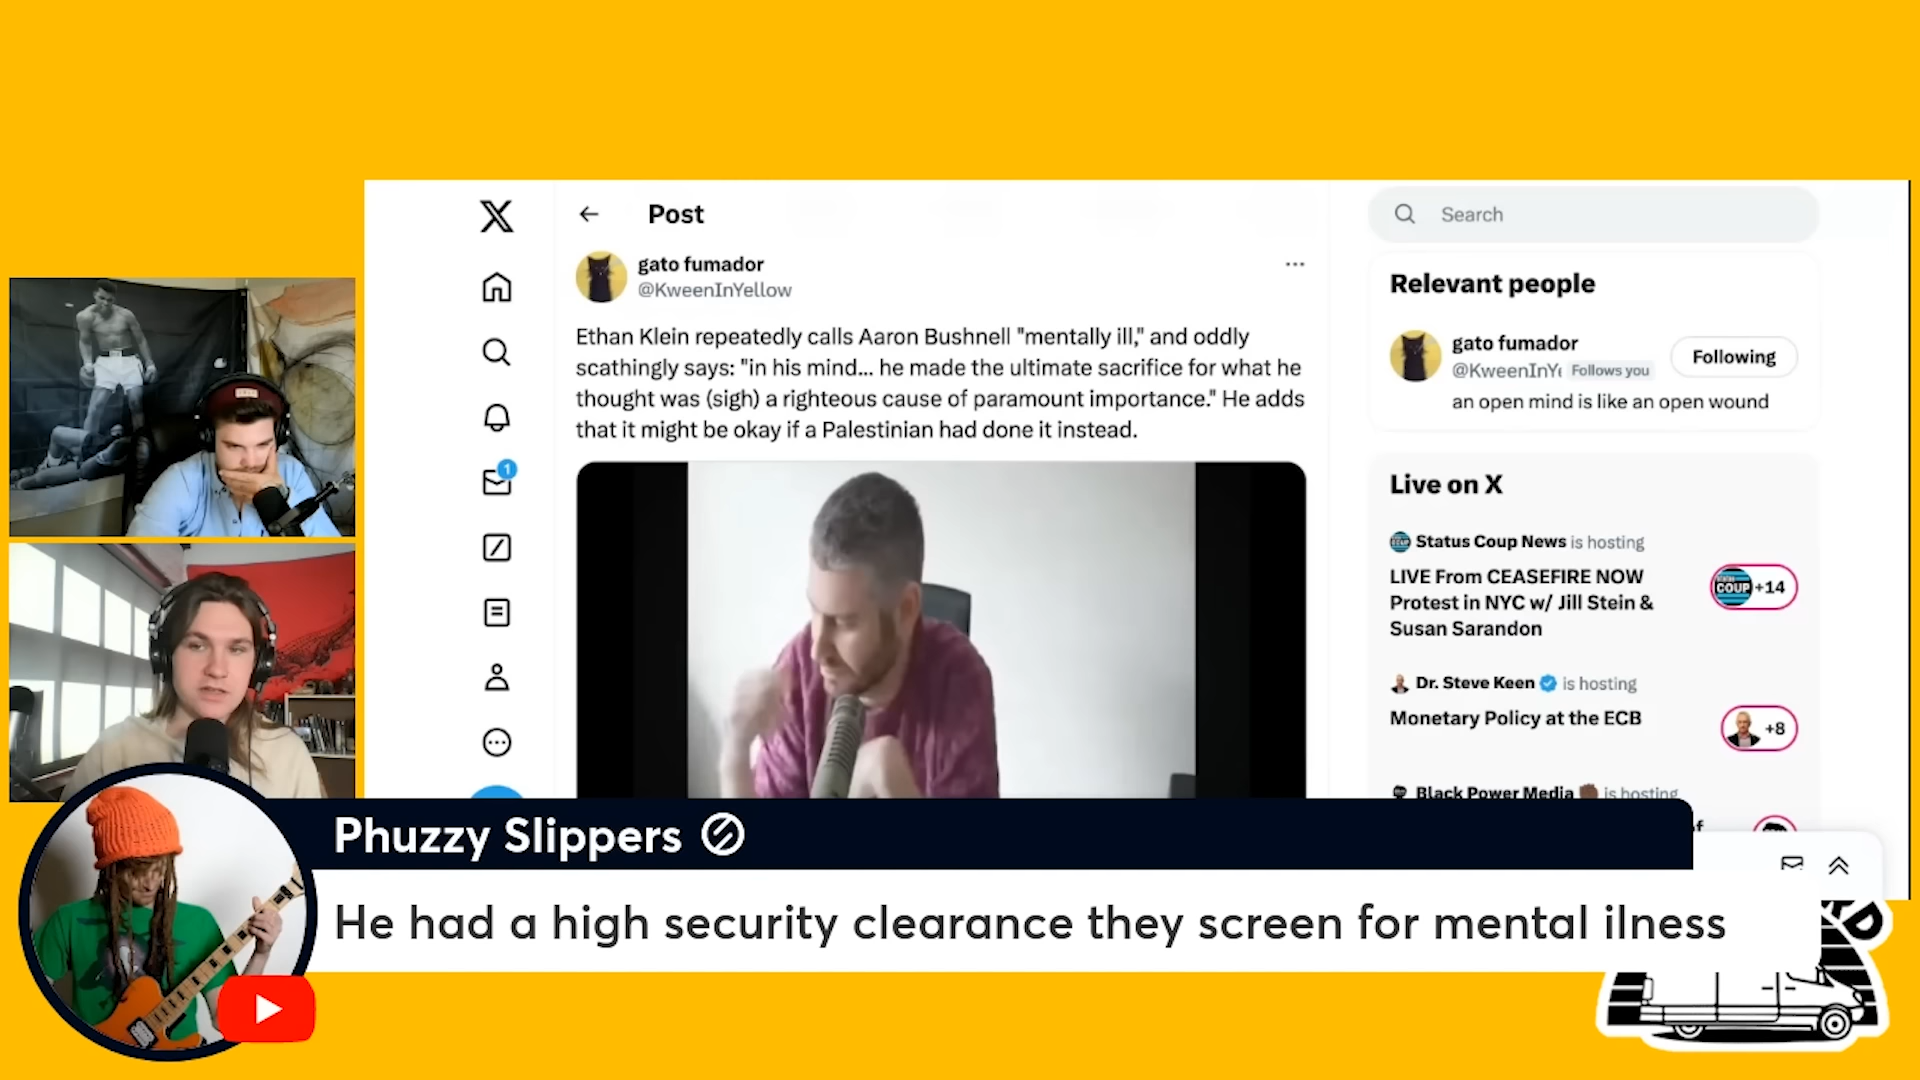 Post
Search
gato fumador
@KweenInYellow
Ethan Klein repeatedly calls Aaron Bushnell "mentally ill," and oddly
scathingly says: "in his mind... he made the ultimate sacrifice for what he
thought was (sigh) a righteous cause of paramount importance." He adds
that it might be okay if a Palestinian had done it instead.
1
Relevant people
gato fumador
@KweenInYe Follows you
Following
an open mind is like an open wound
Live on X
Status Coup News is hosting
LIVE From CEASEFIRE NOW
Protest in NYC w/ Jill Stein &
Susan Sarandon
COUP +14
Dr. Steve Keen is hosting
Monetary Policy at the ECB
+8
Black Power Media is hosting
Phuzzy Slippers
He had a high security clearance they screen for mental ilness